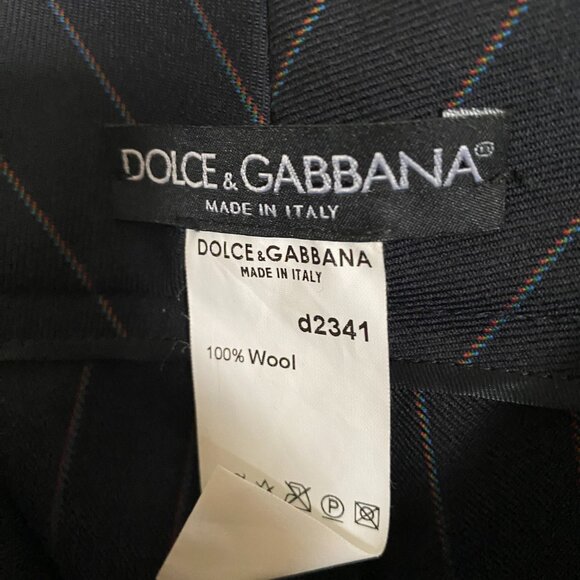 DOLCE & GABBANA®
MADE IN ITALY
DOLCE & GABBANA
MADE IN ITALY
d2341
100% Wool
P